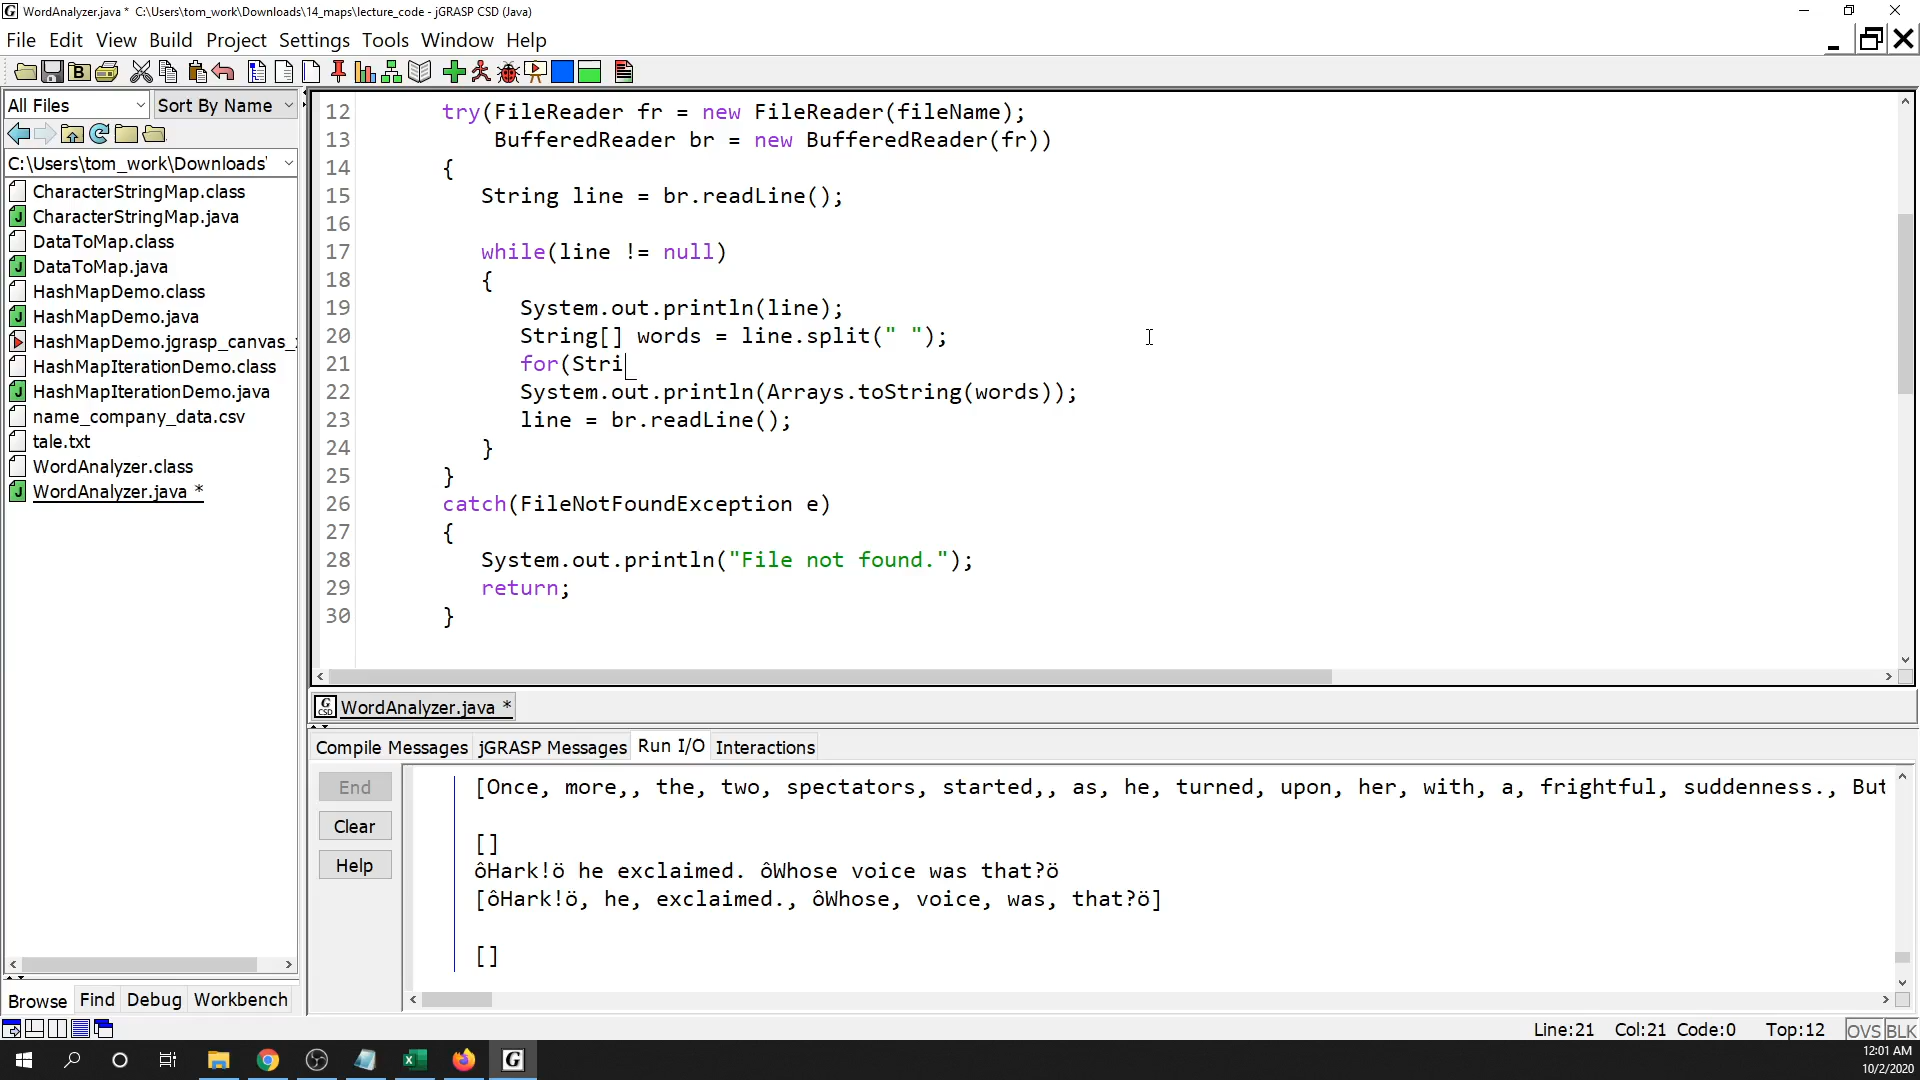 WordAnalyzer.java * C:\Users\tom_work\Downloads\14_maps\lecture_code - jGRASP CSD (Java)
File Edit View Build Project Settings Tools Window Help
All Files Sort By Name
C:\Users\tom_work\Downloads'
CharacterStringMap.class
CharacterStringMap.java
DataToMap.class
DataToMap.java
HashMapDemo.class
HashMapDemo.java
HashMapDemo.jgrasp_canvas_
HashMapIterationDemo.class
HashMapIterationDemo.java
name_company_data.csv
tale.txt
WordAnalyzer.class
WordAnalyzer.java *
Browse Find Debug Workbench
12 try(FileReader fr = new FileReader(fileName);
13 BufferedReader br = new BufferedReader(fr))
14 {
15 String line = br.readLine();
16
17 while(line != null)
18 {
19 System.out.println(line);
20 String[] words = line.split(" ");
21 for(Stri
22 System.out.println(Arrays.toString(words));
23 line = br.readLine();
24 }
25 }
26 catch(FileNotFoundException e)
27 {
28 System.out.println("File not found.");
29 return;
30 }
WordAnalyzer.java *
Compile Messages jGRASP Messages Run I/O Interactions
End
Clear
Help
[Once, more,, the, two, spectators, started,, as, he, turned, upon, her, with, a, frightful, suddenness., But
[]
ôHark!ö he exclaimed. ôWhose voice was that?ö
[ôHark!ö, he, exclaimed., ôWhose, voice, was, that?ö]
[]
Line:21 Col:21 Code:0 Top:12 OVS BLK
12:01 AM
10/2/2020